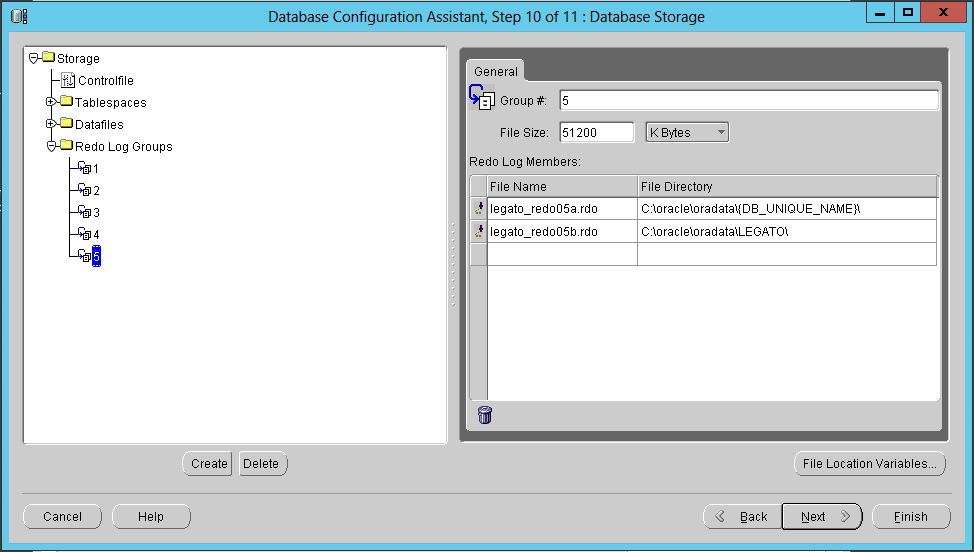 Database Configuration Assistant, Step 10 of 11 : Database Storage
Storage
Controlfile
Tablespaces
Datafiles
Redo Log Groups
1
2
3
4
5
General
Group #: 5
File Size: 51200 K Bytes
Redo Log Members:
File Name File Directory
legato_redo05a.rdo C:\oracle\oradata\{DB_UNIQUE_NAME}\
legato_redo05b.rdo C:\oracle\oradata\LEGATO\
Create Delete File Location Variables...
Cancel Help Back Next Finish